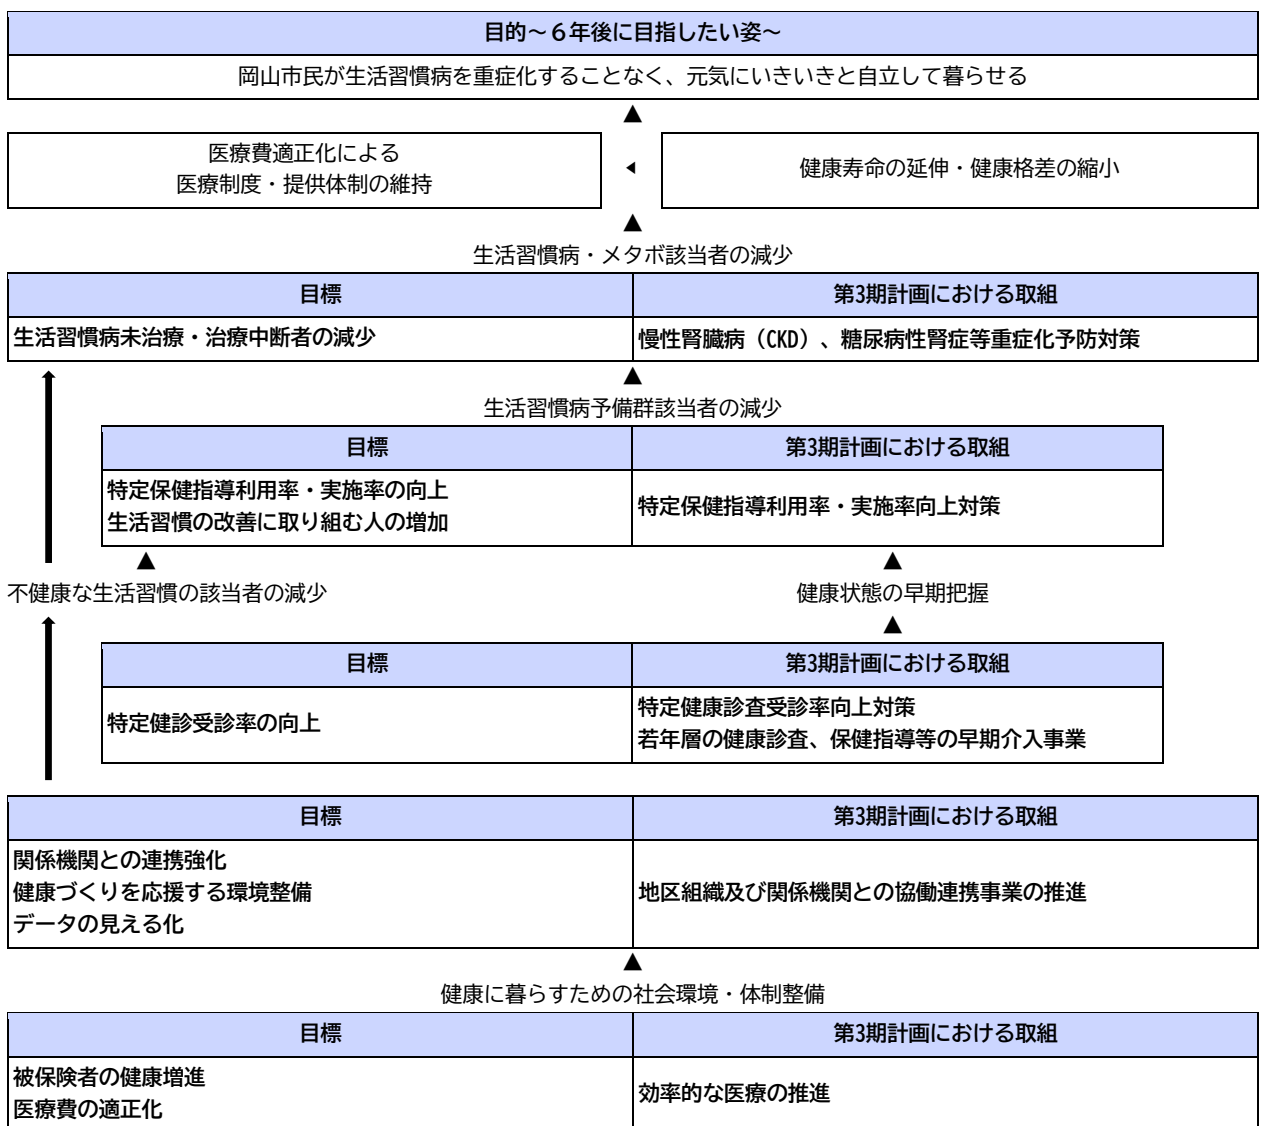 目的～６年後に目指したい姿～
岡山市民が生活習慣病を重症化することなく、元気にいきいきと自立して暮らせる
▲
医療費適正化による
医療制度・提供体制の維持
◀
健康寿命の延伸・健康格差の縮小
▲
生活習慣病・メタボ該当者の減少
目標
第3期計画における取組
生活習慣病未治療・治療中断者の減少
慢性腎臓病（CKD）、糖尿病性腎症等重症化予防対策
▲
生活習慣病予備群該当者の減少
目標
第3期計画における取組
特定保健指導利用率・実施率の向上
生活習慣の改善に取り組む人の増加
特定保健指導利用率・実施率向上対策
▲
▲
不健康な生活習慣の該当者の減少
健康状態の早期把握
▲
目標
第3期計画における取組
特定健診受診率の向上
特定健康診査受診率向上対策
若年層の健康診査、保健指導等の早期介入事業
目標
第3期計画における取組
関係機関との連携強化
健康づくりを応援する環境整備
データの見える化
地区組織及び関係機関との協働連携事業の推進
▲
健康に暮らすための社会環境・体制整備
目標
第3期計画における取組
被保険者の健康増進
医療費の適正化
効率的な医療の推進